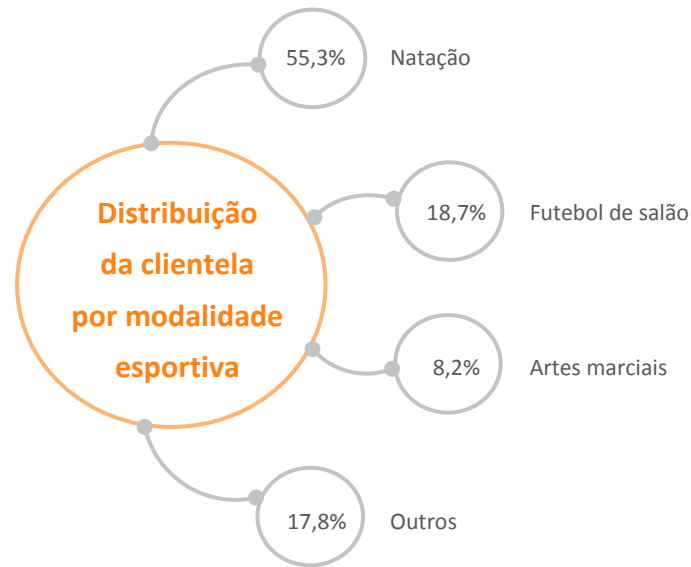 55,3% Natação
Distribuição
da clientela
por modalidade
esportiva
18,7% Futebol de salão
8,2% Artes marciais
17,8% Outros